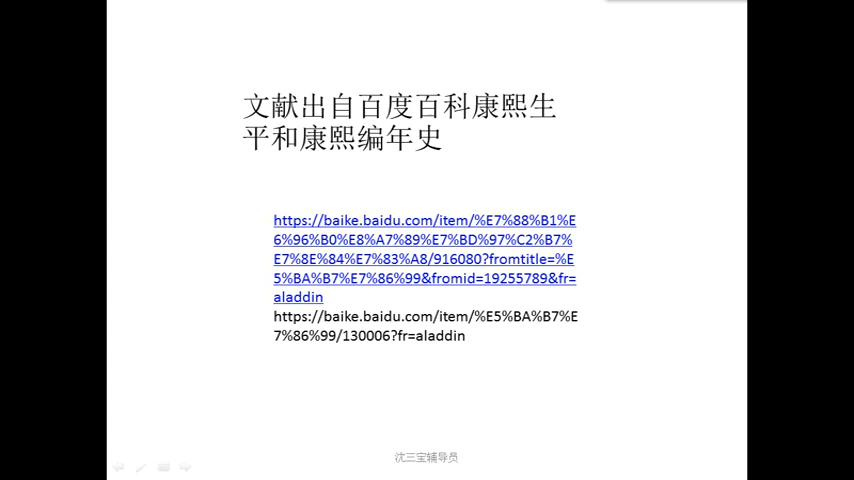 文献出自百度百科康熙生
平和康熙编年史
https://baike.baidu.com/item/%E7%88%B1%E
6%96%B0%E8%A7%89%E7%BD%97%C2%B7%
E7%8E%84%E7%83%A8/916080?fromtitle=%E
5%BA%B7%E7%86%99&fromid=19255789&fr=
aladdin
https://baike.baidu.com/item/%E5%BA%B7%E
7%86%99/130006?fr=aladdin
沈三宝辅导员